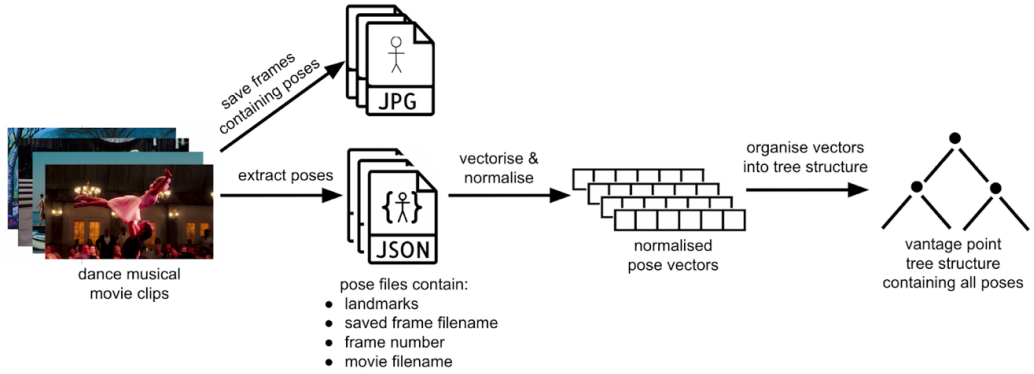 save frames
containing poses
JPG
extract poses
{ }
JSON
vectorise &
normalise
organise vectors
into tree structure
dance musical
movie clips
normalised
pose vectors
vantage point
tree structure
containing all poses
pose files contain:
● landmarks
● saved frame filename
● frame number
● movie filename